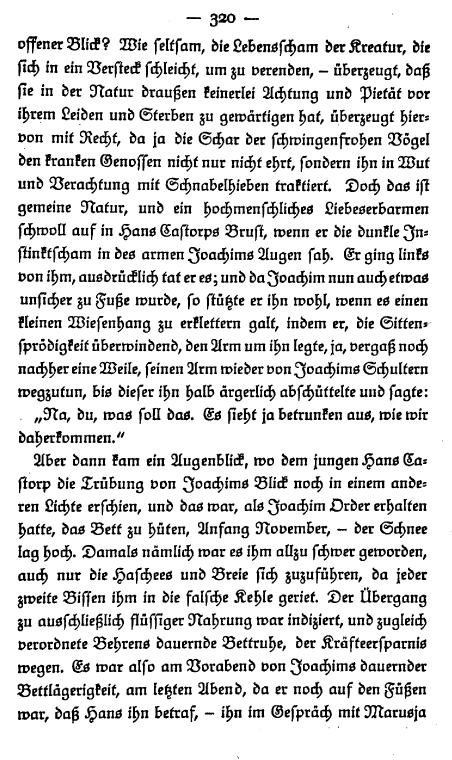 — 320 —
offener Blick? Wie seltsam, die Lebensscham der Kreatur, die
sich in ein Versteck schleicht, um zu verenden, – überzeugt, daß
sie in der Natur draußen keinerlei Achtung und Pietät vor
ihrem Leiden und Sterben zu gewärtigen hat, überzeugt hier=
von mit Recht, da ja die Schar der schwingenfrohen Vögel
den kranken Genossen nicht nur nicht ehrt, sondern ihn in Wut
und Verachtung mit Schnabelhieben traktiert. Doch das ist
gemeine Natur, und ein hochmenschliches Liebeserbarmen
schwoll auf in Hans Castorps Brust, wenn er die dunkle In=
stinktscham in des armen Joachims Augen sah. Er ging links
von ihm, ausdrücklich tat er es; und da Joachim nun auch etwas
unsicher zu Fuße wurde, so stützte er ihn wohl, wenn es einen
kleinen Wiesenhang zu erklettern galt, indem er, die Sitten=
sprödigkeit überwindend, den Arm um ihn legte, ja, vergaß noch
nachher eine Weile, seinen Arm wieder von Joachims Schultern
wegzutun, bis dieser ihn halb ärgerlich abschüttelte und sagte:
„Na, du, was soll das. Es sieht ja betrunken aus, wie wir
daherkommen.“
Aber dann kam ein Augenblick, wo dem jungen Hans Ca=
storp die Trübung von Joachims Blick noch in einem ande=
ren Lichte erschien, und das war, als Joachim Order erhalten
hatte, das Bett zu hüten, Anfang November, – der Schnee
lag hoch. Damals nämlich war es ihm allzu schwer geworden,
auch nur die Haschees und Breie sich zuzuführen, da jeder
zweite Bissen ihm in die falsche Kehle geriet. Der Übergang
zu ausschließlich flüssiger Nahrung war indiziert, und zugleich
verordnete Behrens dauernde Bettruhe, der Kräfteersparnis
wegen. Es war also am Vorabend von Joachims dauernder
Bettlägerigkeit, am letzten Abend, da er noch auf den Füßen
war, daß Hans ihn betraf, – ihn im Gespräch mit Marusja